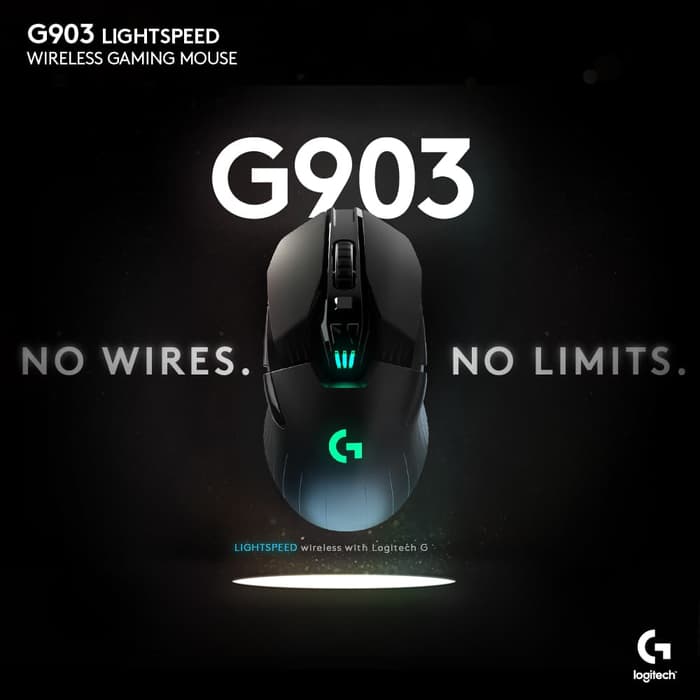 G903 LIGHTSPEED
WIRELESS GAMING MOUSE
G903
NO WIRES. NO LIMITS.
LIGHTSPEED wireless with Logitech G
G
logitech